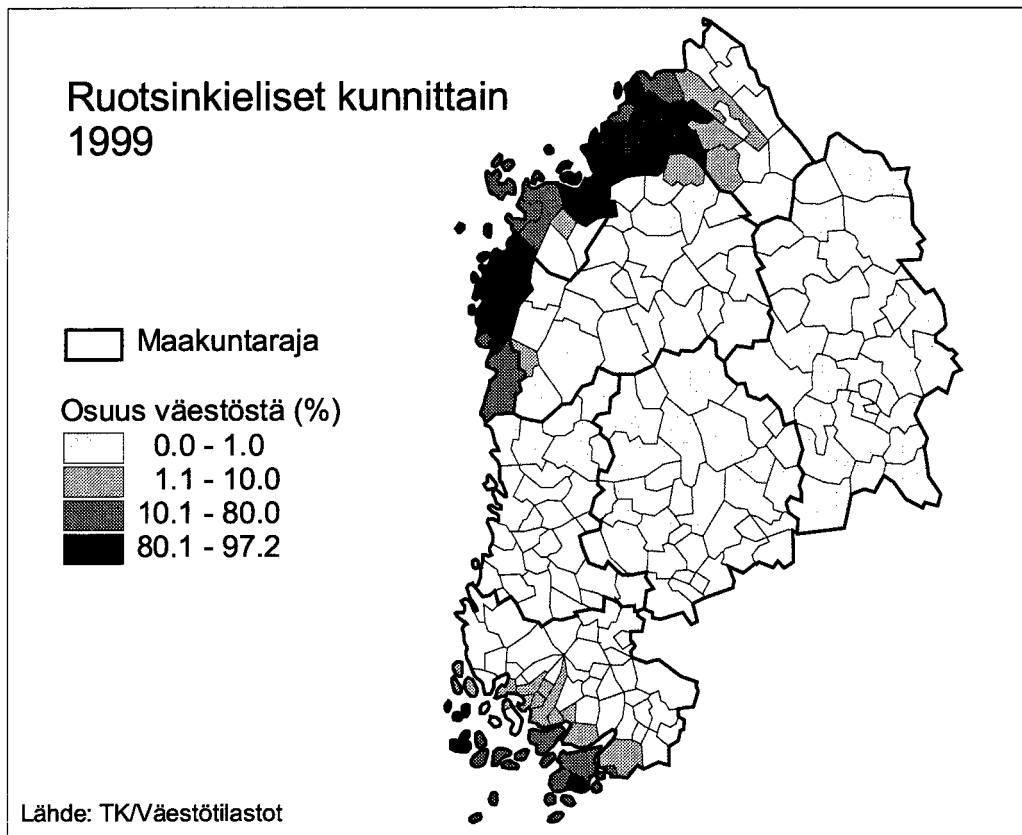 Ruotsinkieliset kunnittain
1999
Maakuntaraja
Osuus väestöstä (%)
0.0 - 1.0
1.1 - 10.0
10.1 - 80.0
80.1 - 97.2
Lähde: TK/Väestötilastot